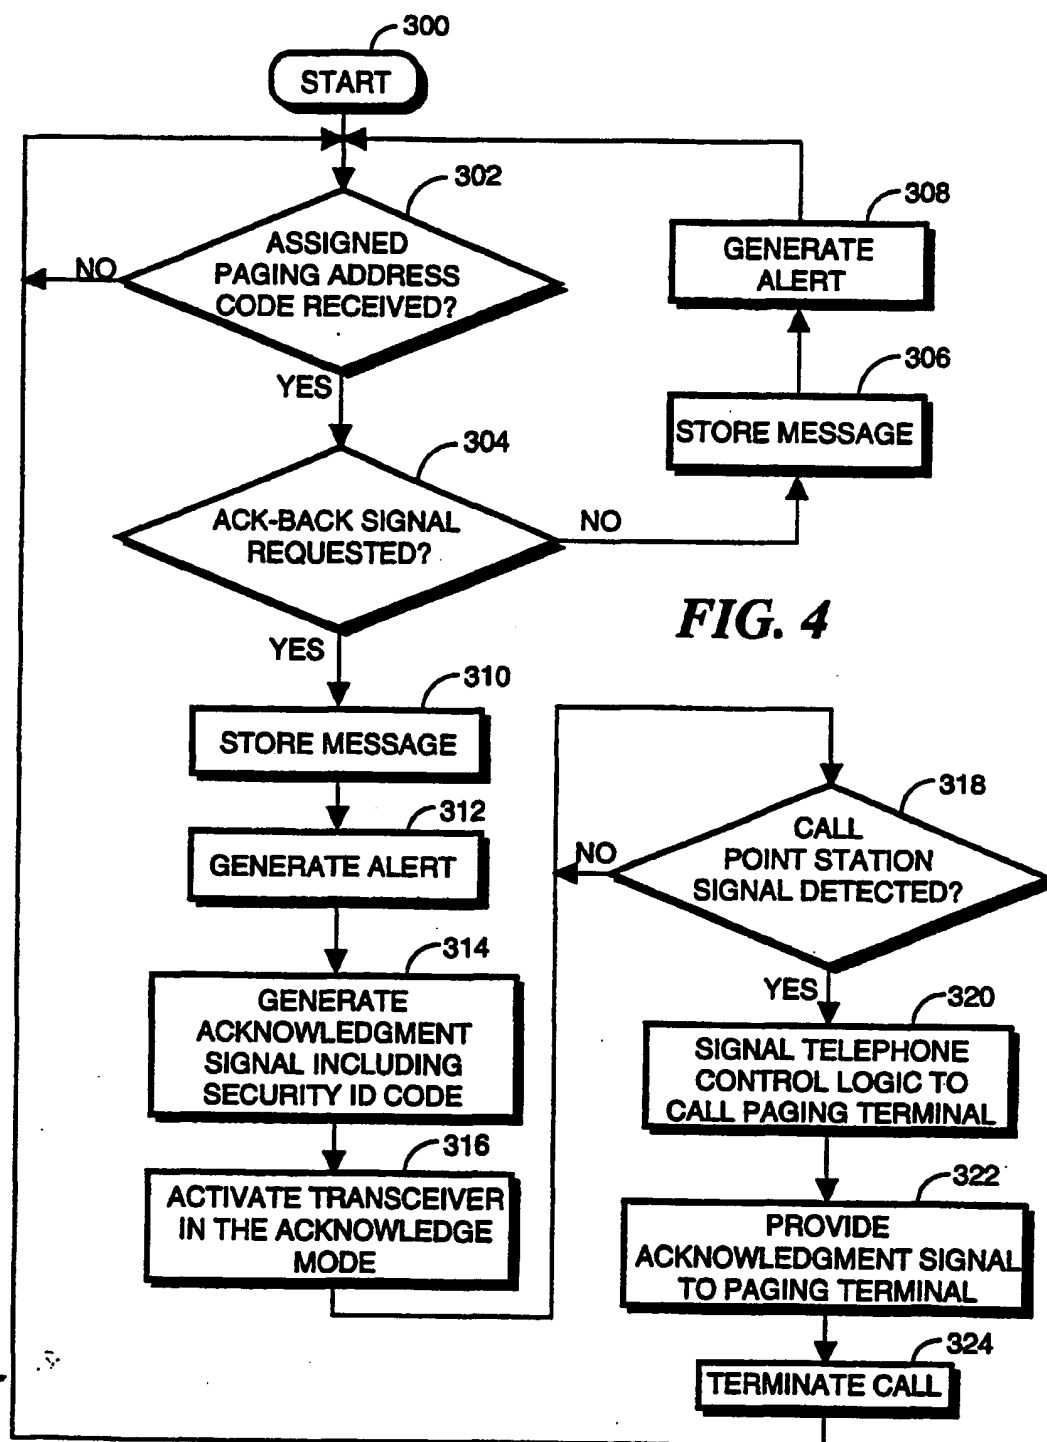 300
START
302
ASSIGNED
PAGING ADDRESS
CODE RECEIVED?
NO
YES
308
GENERATE
ALERT
306
STORE MESSAGE
304
ACK-BACK SIGNAL
REQUESTED?
NO
YES
FIG. 4
310
STORE MESSAGE
312
GENERATE ALERT
314
GENERATE
ACKNOWLEDGMENT
SIGNAL INCLUDING
SECURITY ID CODE
316
ACTIVATE TRANSCEIVER
IN THE ACKNOWLEDGE
MODE
318
CALL
POINT STATION
SIGNAL DETECTED?
NO
YES
320
SIGNAL TELEPHONE
CONTROL LOGIC TO
CALL PAGING TERMINAL
322
PROVIDE
ACKNOWLEDGMENT SIGNAL
TO PAGING TERMINAL
324
TERMINATE CALL